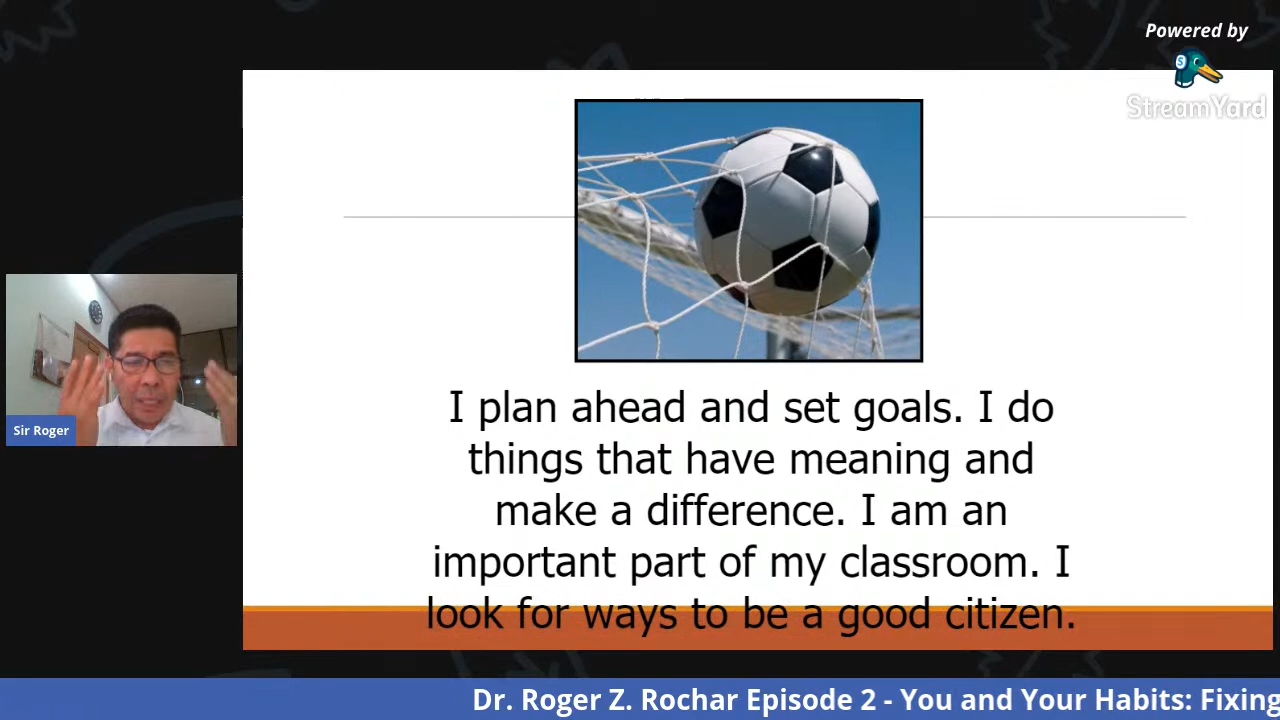 Powered by
StreamYard
I plan ahead and set goals. I do
things that have meaning and
make a difference. I am an
important part of my classroom. I
look for ways to be a good citizen.
Sir Roger
Dr. Roger Z. Rochar Episode 2 - You and Your Habits: Fixing